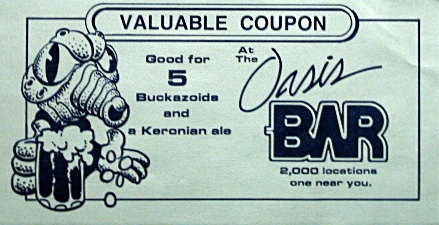 VALUABLE COUPON
Good for
5
Buckazoids
and
a Keronian ale
At
The
Oasis
BAR
2,000 locations
one near you.